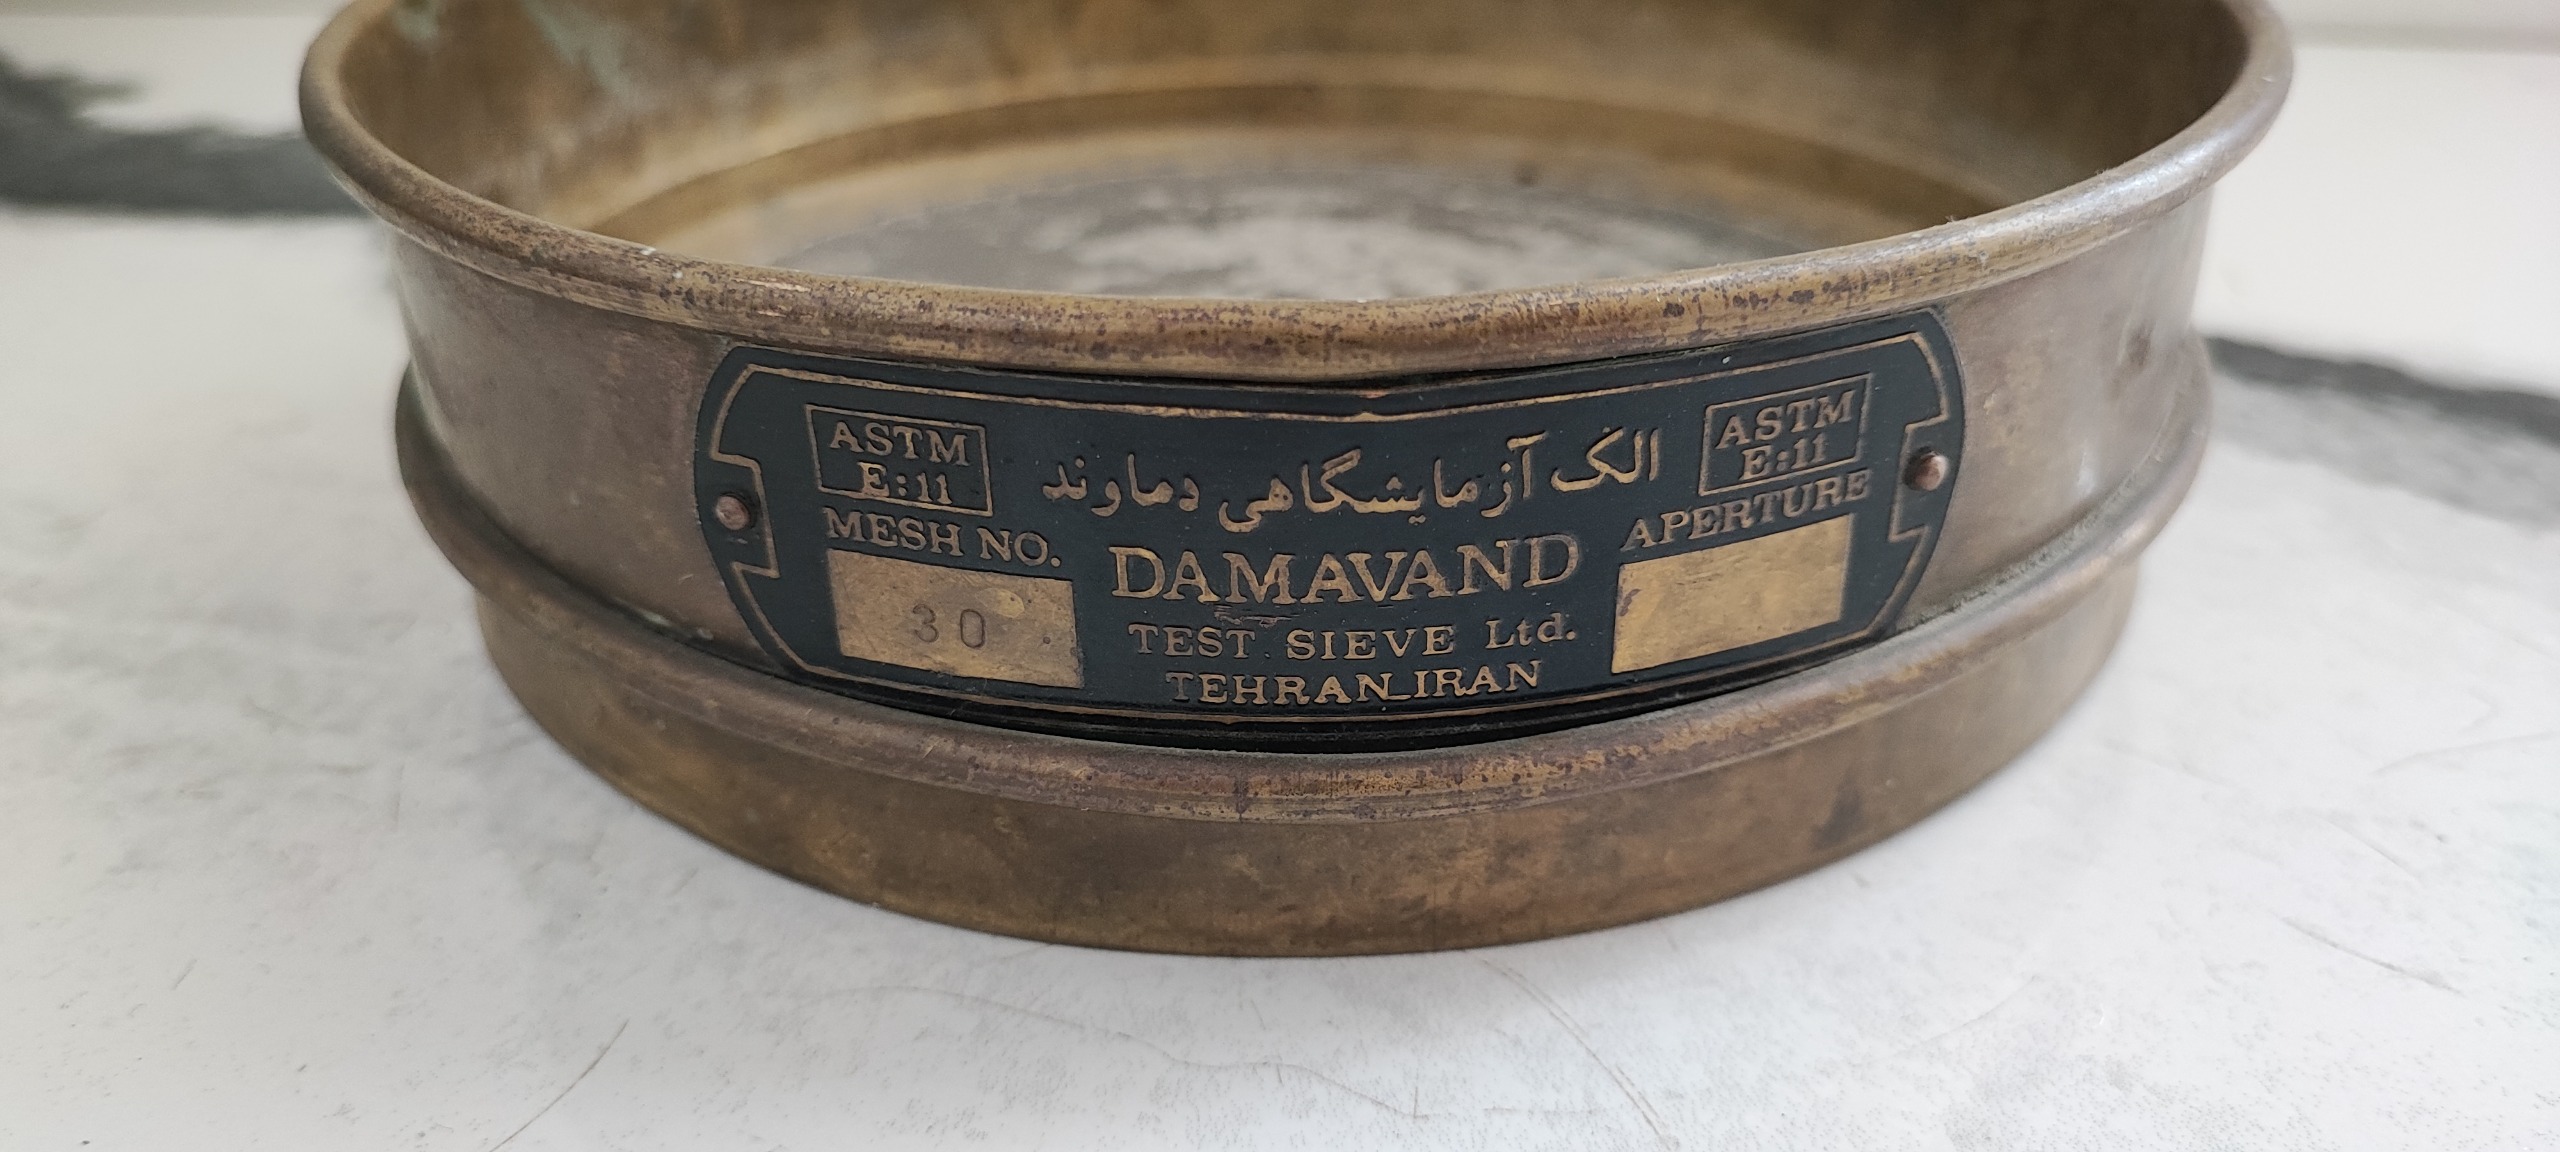 ASTM
E:11
الک آزمایشگاهی دماوند
ASTM
E:11
MESH NO.
30
DAMAVAND
TEST SIEVE Ltd.
TEHRAN_IRAN
APERTURE